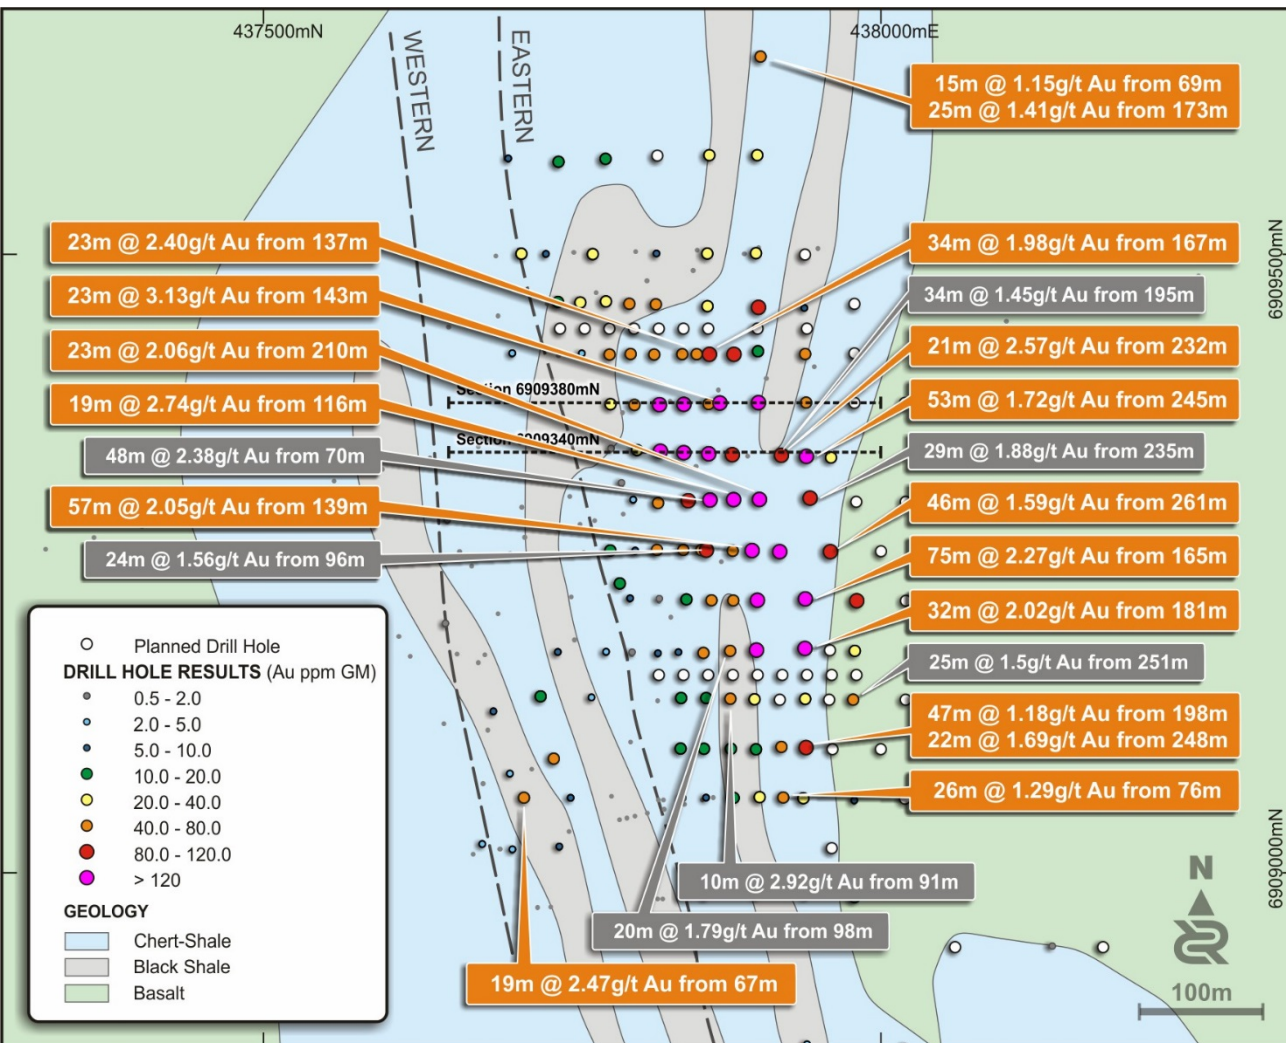 437500mN
438000mE
WESTERN
EASTERN
15m @ 1.15g/t Au from 69m
25m @ 1.41g/t Au from 173m
23m @ 2.40g/t Au from 137m
34m @ 1.98g/t Au from 167m
6909500mN
23m @ 3.13g/t Au from 143m
34m @ 1.45g/t Au from 195m
23m @ 2.06g/t Au from 210m
21m @ 2.57g/t Au from 232m
Section 6909380mN
19m @ 2.74g/t Au from 116m
53m @ 1.72g/t Au from 245m
Section 6909340mN
48m @ 2.38g/t Au from 70m
29m @ 1.88g/t Au from 235m
57m @ 2.05g/t Au from 139m
46m @ 1.59g/t Au from 261m
24m @ 1.56g/t Au from 96m
75m @ 2.27g/t Au from 165m
32m @ 2.02g/t Au from 181m
25m @ 1.5g/t Au from 251m
47m @ 1.18g/t Au from 198m
22m @ 1.69g/t Au from 248m
26m @ 1.29g/t Au from 76m
6909000mN
10m @ 2.92g/t Au from 91m
20m @ 1.79g/t Au from 98m
19m @ 2.47g/t Au from 67m
Planned Drill Hole
DRILL HOLE RESULTS (Au ppm GM)
0.5 - 2.0
2.0 - 5.0
5.0 - 10.0
10.0 - 20.0
20.0 - 40.0
40.0 - 80.0
80.0 - 120.0
> 120
GEOLOGY
Chert-Shale
Black Shale
Basalt
N
100m